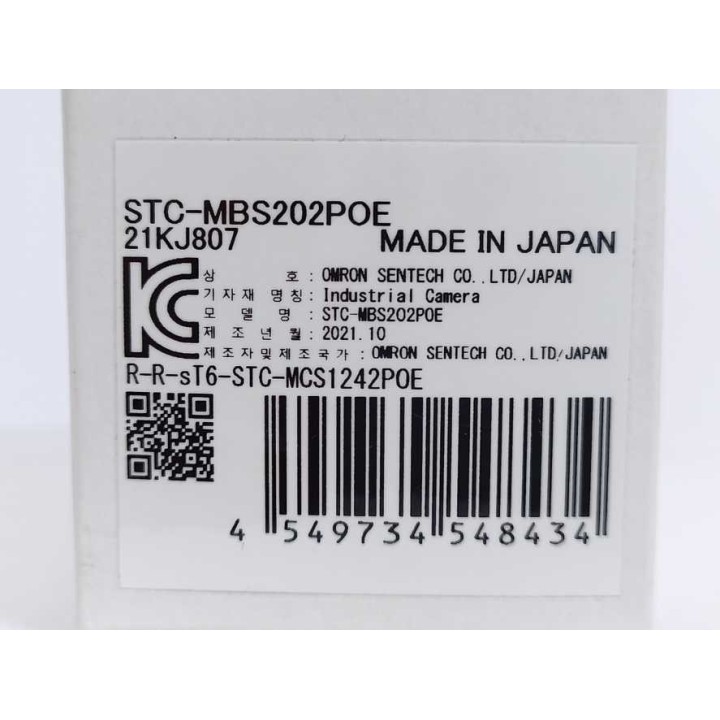 STC-MBS202POE
21KJ807 MADE IN JAPAN
상 호 : OMRON SENTECH CO.,LTD/JAPAN
기자재 명칭 : Industrial Camera
모 델 명 : STC-MBS202POE
제 조 년 월 : 2021.10
제조자및제조국가 : OMRON SENTECH CO.,LTD/JAPAN
R-R-sT6-STC-MCS1242POE
4 549734 548434